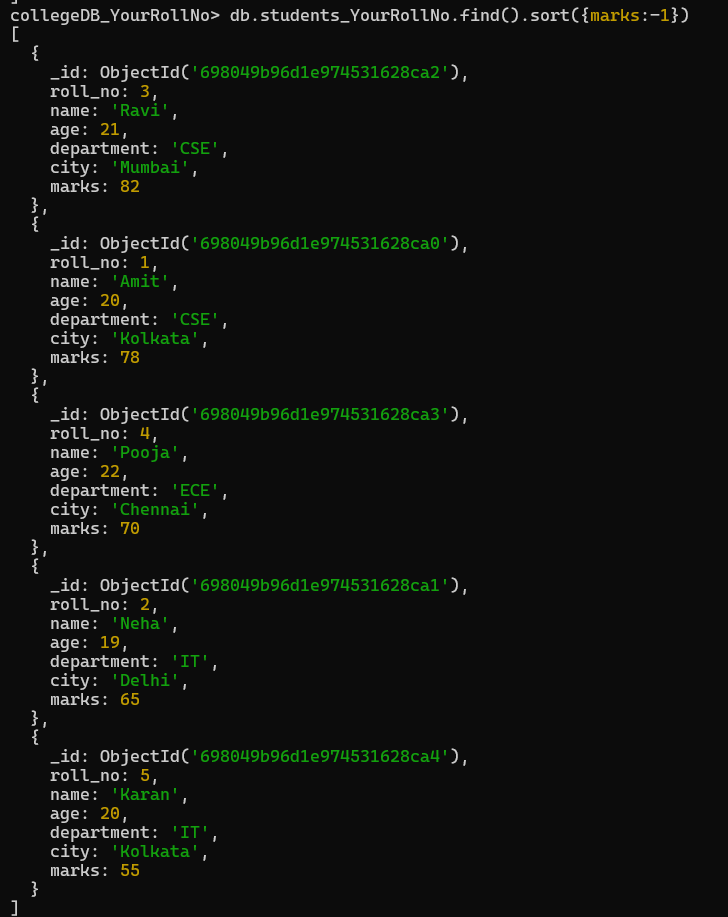 ]
collegeDB_YourRollNo> db.students_YourRollNo.find().sort({marks:-1})
[
  {
    _id: ObjectId('698049b96d1e974531628ca2'),
    roll_no: 3,
    name: 'Ravi',
    age: 21,
    department: 'CSE',
    city: 'Mumbai',
    marks: 82
  },
  {
    _id: ObjectId('698049b96d1e974531628ca0'),
    roll_no: 1,
    name: 'Amit',
    age: 20,
    department: 'CSE',
    city: 'Kolkata',
    marks: 78
  },
  {
    _id: ObjectId('698049b96d1e974531628ca3'),
    roll_no: 4,
    name: 'Pooja',
    age: 22,
    department: 'ECE',
    city: 'Chennai',
    marks: 70
  },
  {
    _id: ObjectId('698049b96d1e974531628ca1'),
    roll_no: 2,
    name: 'Neha',
    age: 19,
    department: 'IT',
    city: 'Delhi',
    marks: 65
  },
  {
    _id: ObjectId('698049b96d1e974531628ca4'),
    roll_no: 5,
    name: 'Karan',
    age: 20,
    department: 'IT',
    city: 'Kolkata',
    marks: 55
  }
]